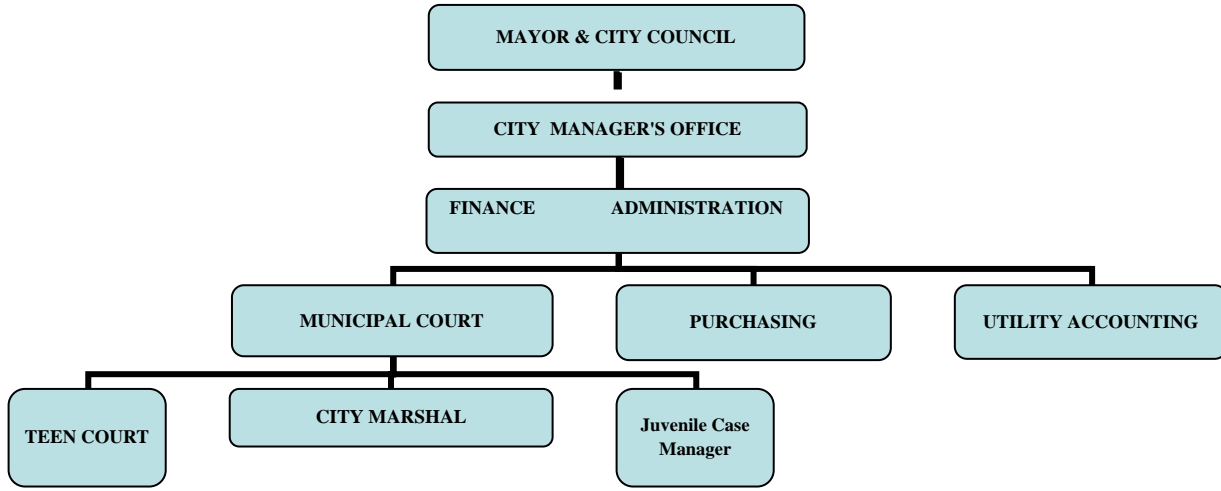 MAYOR & CITY COUNCIL
CITY MANAGER'S OFFICE
FINANCE ADMINISTRATION
MUNICIPAL COURT
PURCHASING
UTILITY ACCOUNTING
TEEN COURT
CITY MARSHAL
Juvenile Case
Manager